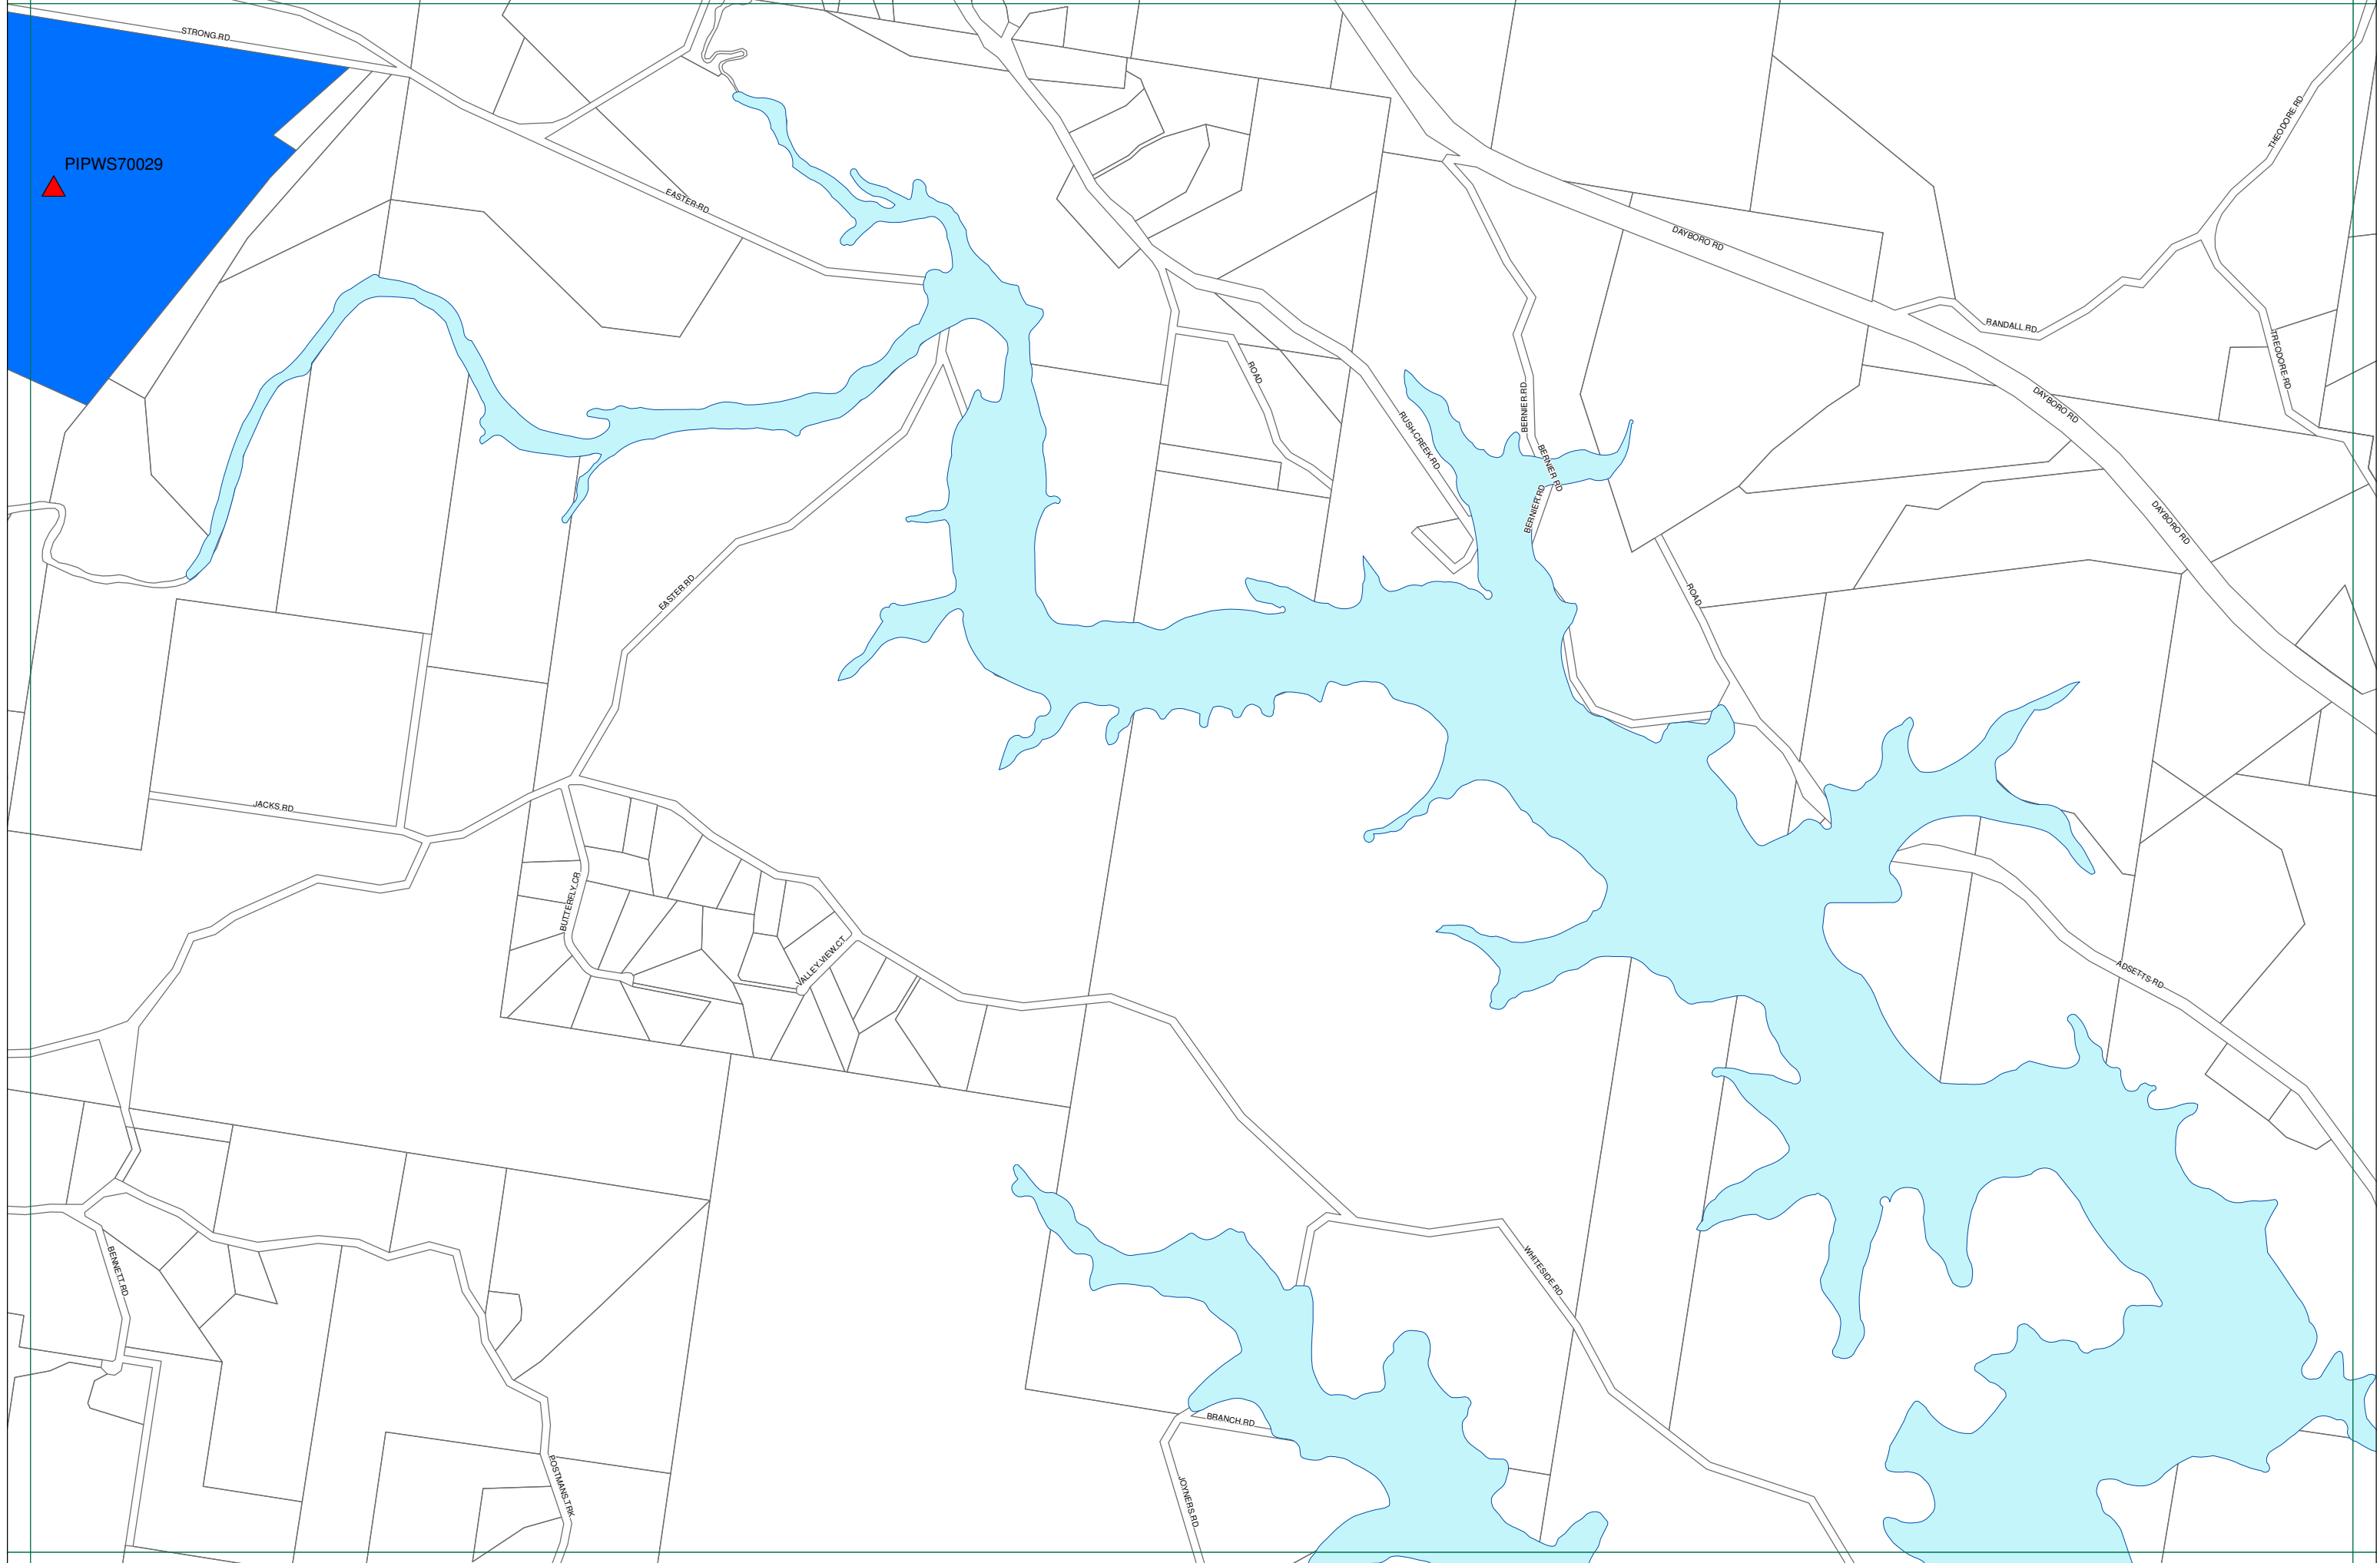 STRONG RD
PIPWS70029
EASTER RD
THEODORE RD
DAYBORO RD
RANDALL RD
TREODORE RD
ROAD
BERNIER RD
DAYBORO RD
RUSH CREEK RD
BERNIER RD
BERNIER RD
DAYBORO RD
EASTER RD
ROAD
JACKS RD
BUTTERFLY CR
VALLEY VIEW CT
ADSETTS RD
BENNETT RD
WHITESIDE RD
BRANCH RD
POSTMANS TRK
JOYNERS RD